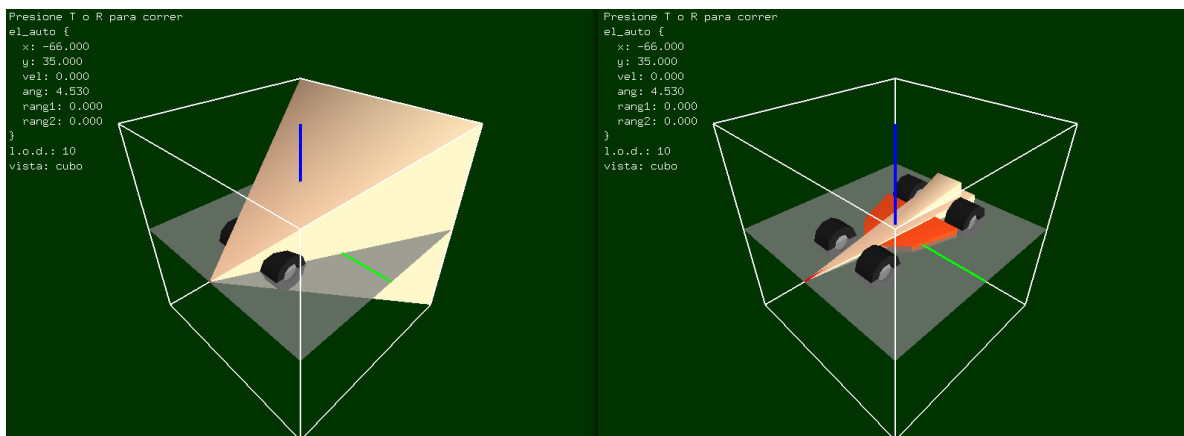 Presione T o R para correr
el_auto {
  x: -66.000
  y: 35.000
  vel: 0.000
  ang: 4.530
  rang1: 0.000
  rang2: 0.000
}
l.o.d.: 10
vista: cubo
Presione T o R para correr
el_auto {
  x: -66.000
  y: 35.000
  vel: 0.000
  ang: 4.530
  rang1: 0.000
  rang2: 0.000
}
l.o.d.: 10
vista: cubo